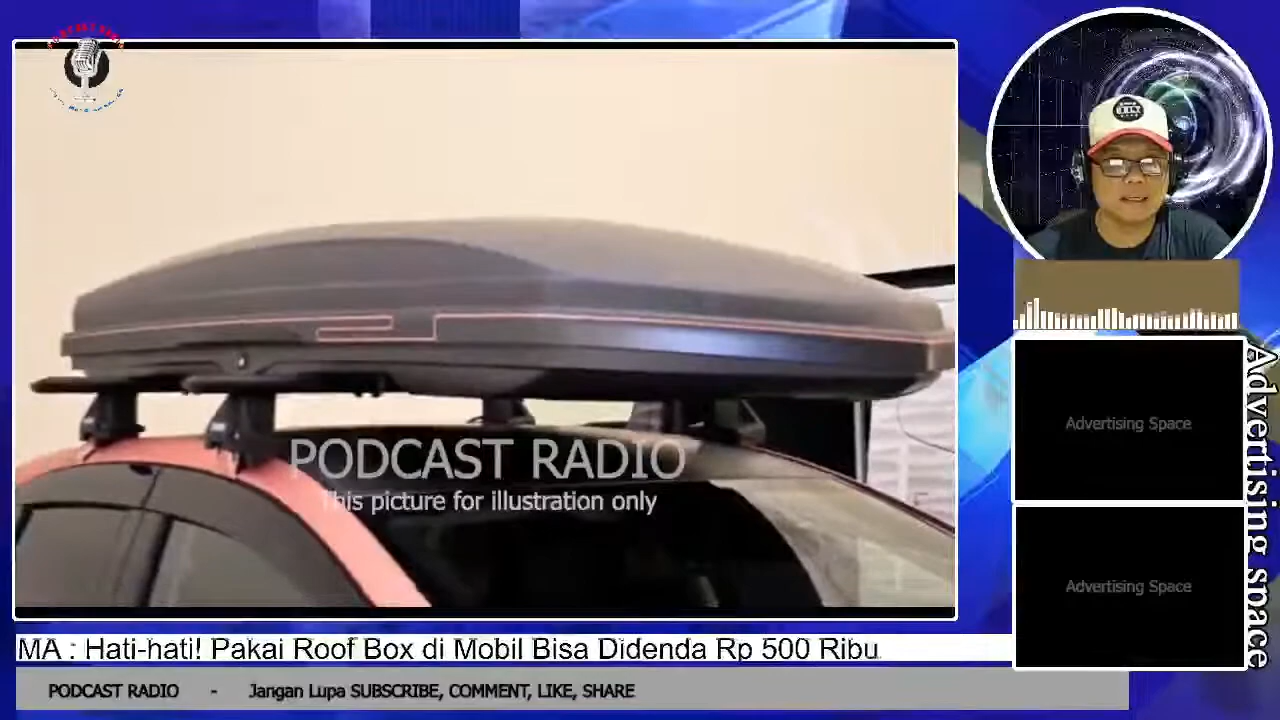 PODCAST RADIO
This picture for illustration only
Advertising Space
Advertising Space
Advertising space
MA : Hati-hati! Pakai Roof Box di Mobil Bisa Didenda Rp 500 Ribu
PODCAST RADIO - Jangan Lupa SUBSCRIBE, COMMENT, LIKE, SHARE